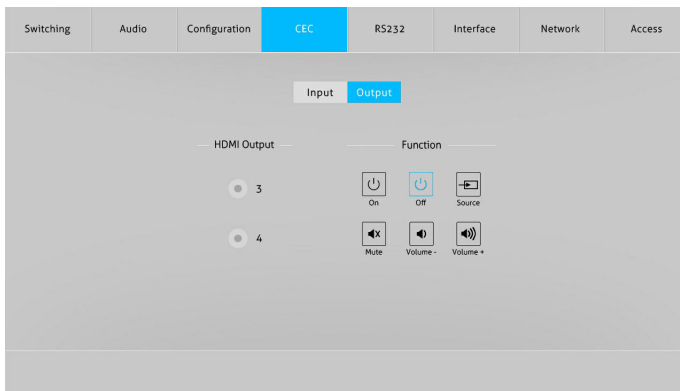 Switching Audio Configuration CEC RS232 Interface Network Access
Input Output
HDMI Output Function
3
On Off Source
4
Mute Volume - Volume +